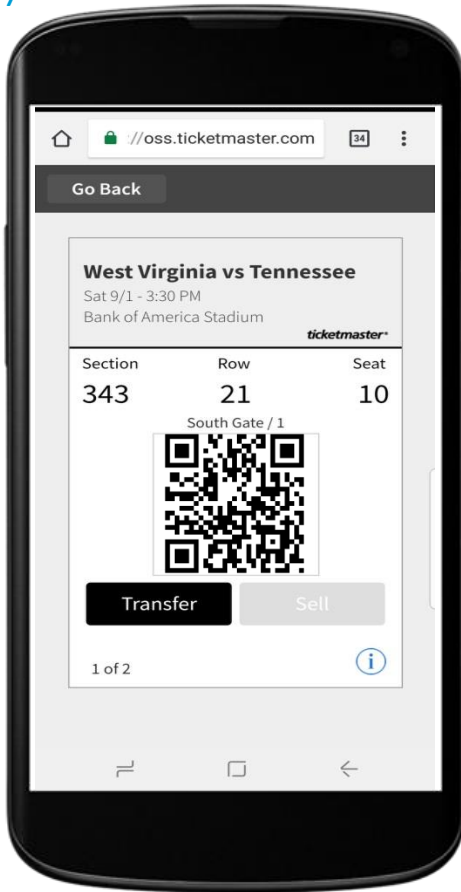 ://oss.ticketmaster.com 34
Go Back
West Virginia vs Tennessee
Sat 9/1 - 3:30 PM
Bank of America Stadium
ticketmaster
Section Row Seat
343 21 10
South Gate / 1
Transfer Sell
1 of 2
i